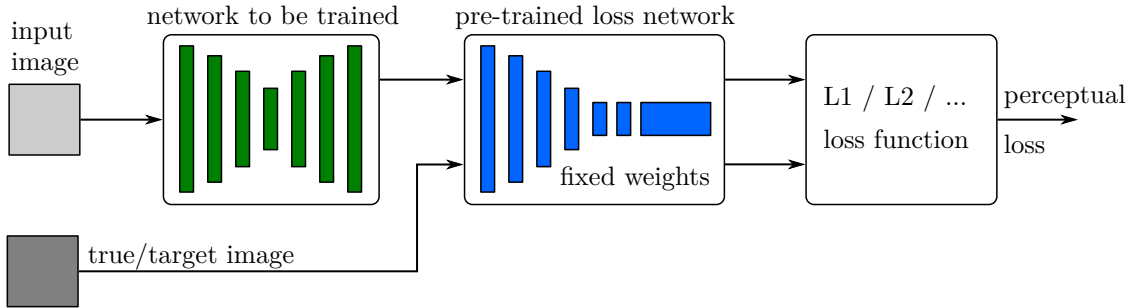 network to be trained
pre-trained loss network
input
image
L1 / L2 / ...
loss function
perceptual
loss
fixed weights
true/target image